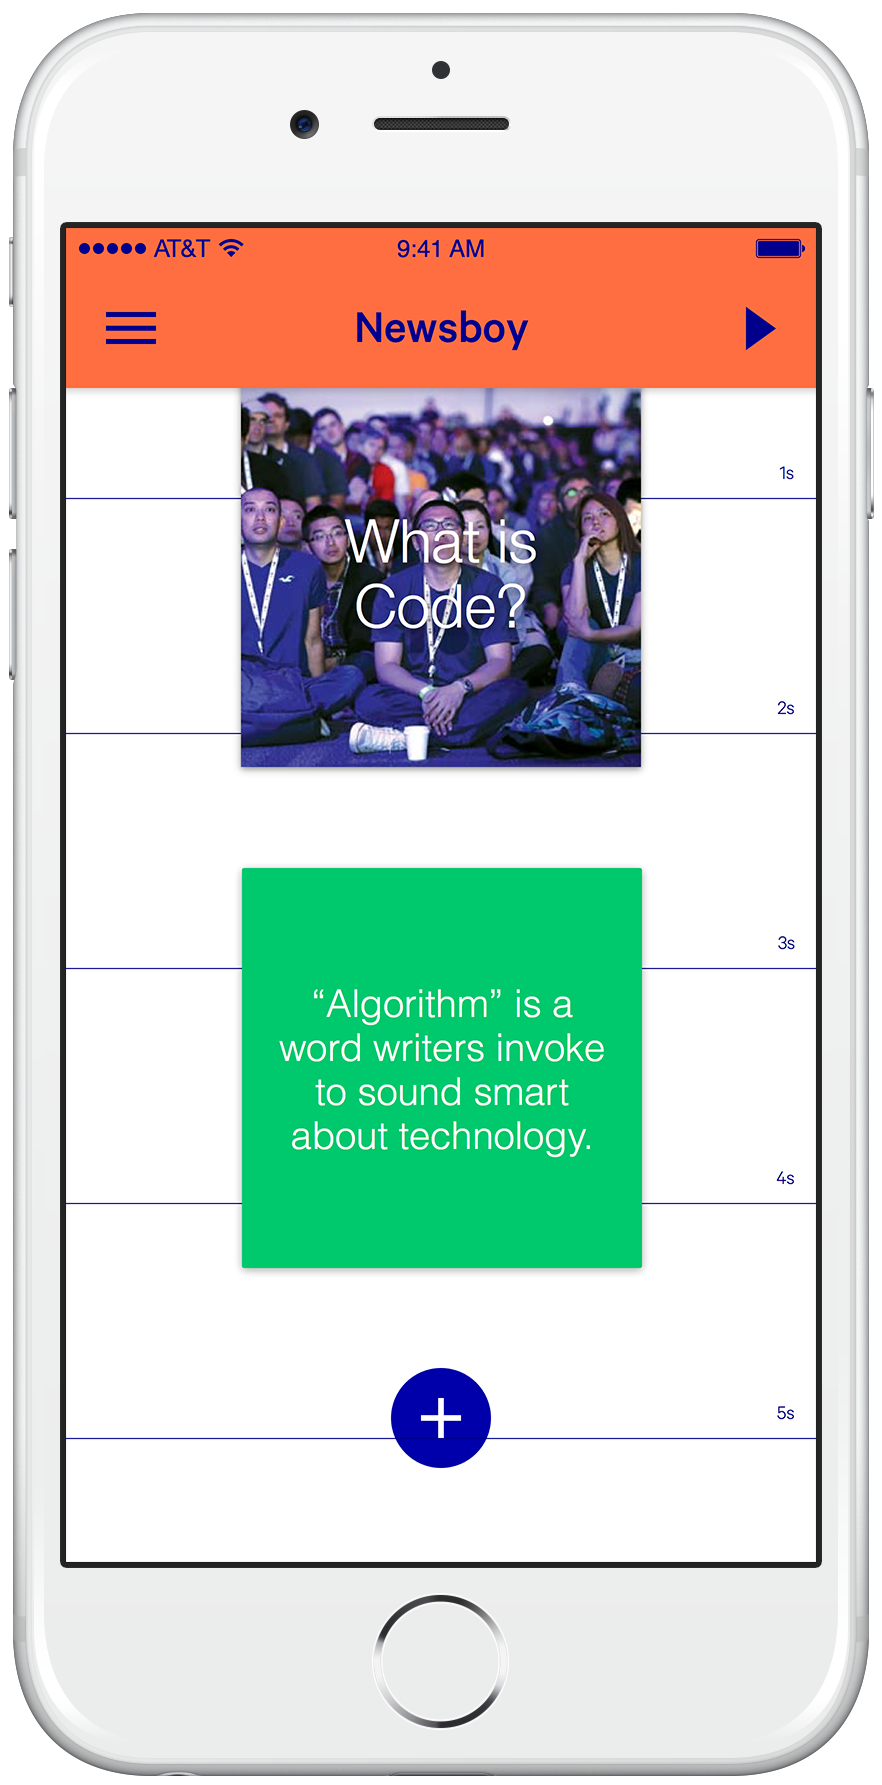 AT&T 9:41 AM
Newsboy
1s
What is
Code?
2s
3s
“Algorithm” is a
word writers invoke
to sound smart
about technology.
4s
5s